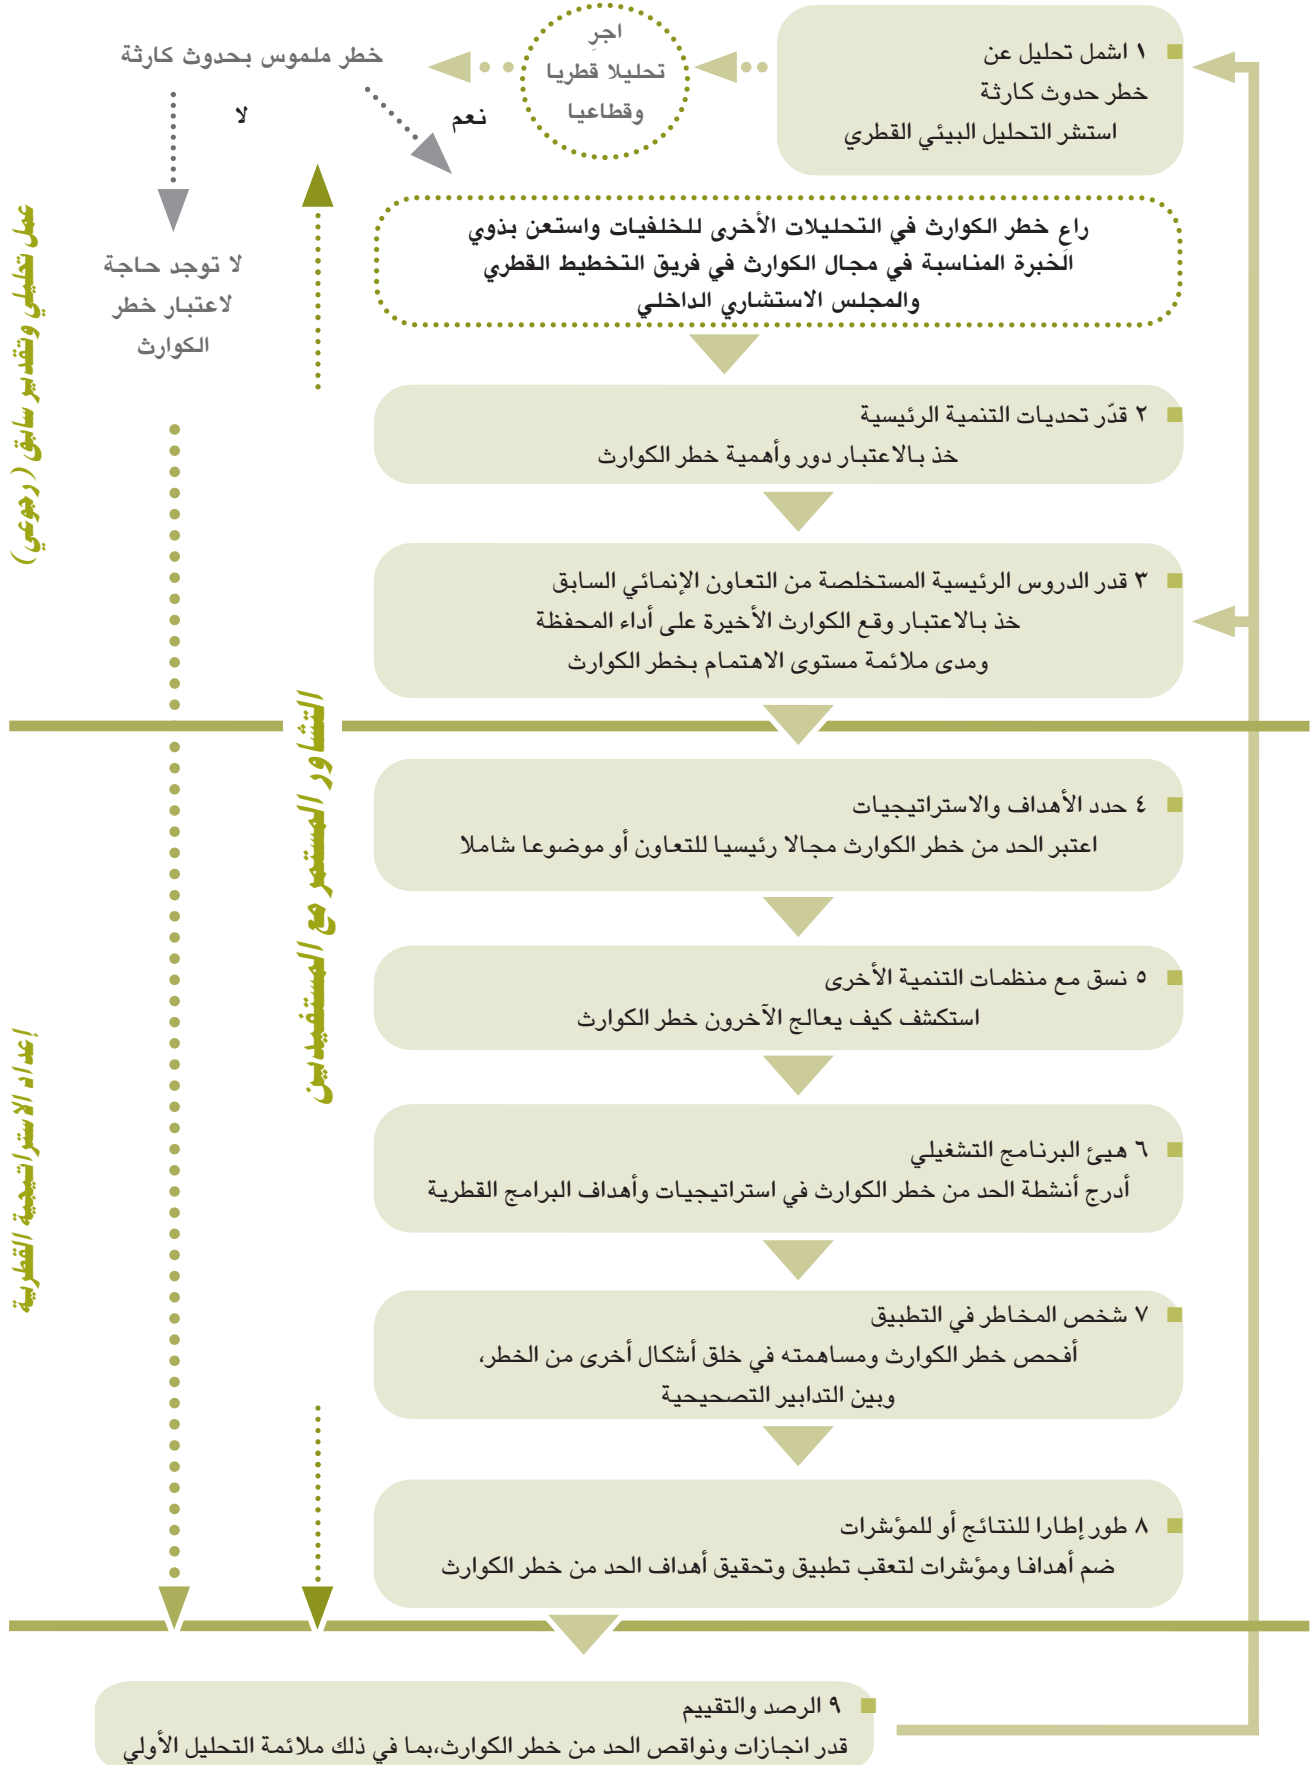 ١ اشمل تحليل عن
خطر حدوث كارثة
استشر التحليل البيئي القطري
اجرِ
تحليلا قطريا
وقطاعيا
خطر ملموس بحدوث كارثة
نعم
لا
لا توجد حاجة
لاعتبار خطر
الكوارث
راعِ خطر الكوارث في التحليلات الأخرى للخلفيات واستعن بذوي
الخبرة المناسبة في مجال الكوارث في فريق التخطيط القطري
والمجلس الاستشاري الداخلي
٢ قدّر تحديات التنمية الرئيسية
خذ بالاعتبار دور وأهمية خطر الكوارث
٣ قدر الدروس الرئيسية المستخلصة من التعاون الإنمائي السابق
خذ بالاعتبار وقع الكوارث الأخيرة على أداء المحفظة
ومدى ملائمة مستوى الاهتمام بخطر الكوارث
عمل تحليلي وتقدير سابق (رجوعي)
التشاور المستمر مع المستفيدين
٤ حدد الأهداف والاستراتيجيات
اعتبر الحد من خطر الكوارث مجالا رئيسيا للتعاون أو موضوعا شاملا
٥ نسق مع منظمات التنمية الأخرى
استكشف كيف يعالج الآخرون خطر الكوارث
٦ هيئ البرنامج التشغيلي
أدرج أنشطة الحد من خطر الكوارث في استراتيجيات وأهداف البرامج القطرية
٧ شخص المخاطر في التطبيق
أفحص خطر الكوارث ومساهمته في خلق أشكال أخرى من الخطر،
وبين التدابير التصحيحية
٨ طور إطارا للنتائج أو للمؤشرات
ضم أهدافا ومؤشرات لتعقب تطبيق وتحقيق أهداف الحد من خطر الكوارث
إعداد الاستراتيجية القطرية
٩ الرصد والتقييم
قدر انجازات ونواقص الحد من خطر الكوارث،بما في ذلك ملائمة التحليل الأولي